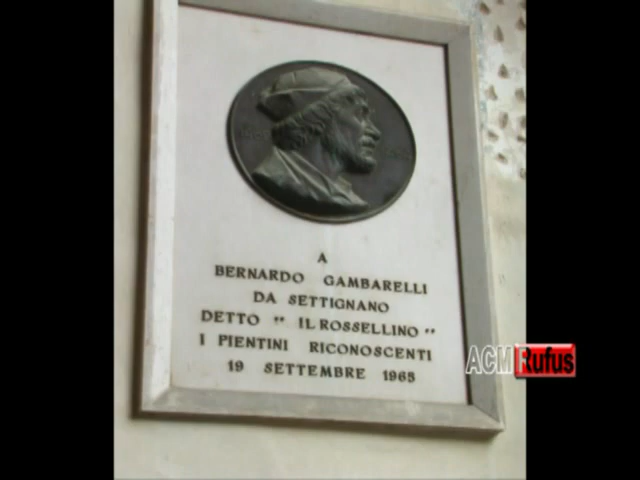 A
BERNARDO GAMBARELLI
DA SETTIGNANO
DETTO " IL ROSSELLINO "
I PIENTINI RICONOSCENTI
19 SETTEMBRE 1965
ACM Rufus